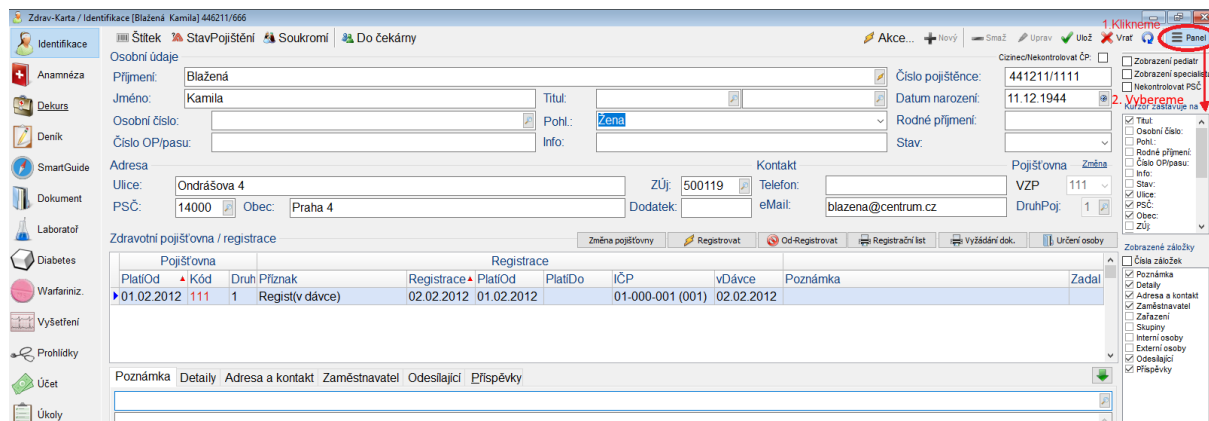 Zdrav-Karta / Identifikace [Blažená Kamila] 446211/666
1.Klikneme
Identifikace
Štítek StavPojištění Soukromí Do čekárny
Akce... Nový Smaž Uprav Ulož Vrať Panel
Osobní údaje
Cizinec/Nekontrolovat ČP:
Zobrazení pediatr
Zobrazení specialista
Nekontrolovat PSČ
2. Vybereme
Kurzor zastavuje na
Příjmení: Blažená Číslo pojištěnce: 441211/1111
Jméno: Kamila Titul: Datum narození: 11.12.1944
Osobní číslo: Pohl.: Žena Rodné příjmení:
Číslo OP/pasu: Info: Stav:
Titul:
Osobní číslo:
Pohl.:
Rodné příjmení:
Číslo OP/pasu:
Info:
Stav:
Ulice:
PSČ:
Obec:
ZÚj:
Anamnéza
Dekurs
Deník
SmartGuide
Dokument
Laboratoř
Diabetes
Warfariniz.
Vyšetření
Prohlídky
Účet
Úkoly
Adresa Kontakt Pojišťovna Změna
Ulice: Ondrášova 4 ZÚj: 500119 Telefon: VZP 111
PSČ: 14000 Obec: Praha 4 Dodatek: eMail: blazena@centrum.cz DruhPoj: 1
Zdravotní pojišťovna / registrace
Změna pojišťovny Registrovat Od-Registrovat Registrační list Vyžádání dok. Určení osoby
Pojišťovna Registrace
PlatíOd Kód Druh Příznak Registrace PlatíOd PlatíDo IČP vDávce Poznámka Zadal
01.02.2012 111 1 Regist(v dávce) 02.02.2012 01.02.2012 01-000-001 (001) 02.02.2012
Zobrazené záložky
Čísla záložek
Poznámka
Detaily
Adresa a kontakt
Zaměstnavatel
Zařazení
Skupiny
Interní osoby
Externí osoby
Odesílající
Příspěvky
Poznámka Detaily Adresa a kontakt Zaměstnavatel Odesílající Příspěvky